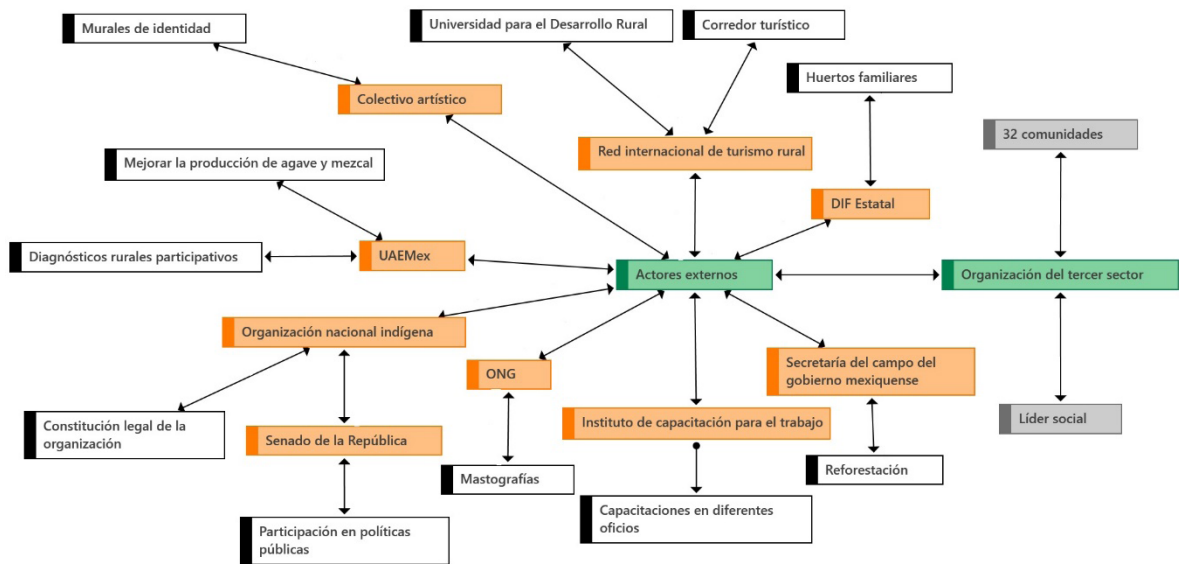 Murales de identidad
Universidad para el Desarrollo Rural
Corredor turístico
Huertos familiares
Colectivo artístico
32 comunidades
Red internacional de turismo rural
Mejorar la producción de agave y mezcal
DIF Estatal
Diagnósticos rurales participativos
UAEMex
Actores externos
Organización del tercer sector
Organización nacional indígena
Secretaría del campo del
gobierno mexiquense
ONG
Constitución legal de la
organización
Senado de la República
Instituto de capacitación para el trabajo
Líder social
Mastografías
Reforestación
Capacitaciones en diferentes
oficios
Participación en políticas
públicas